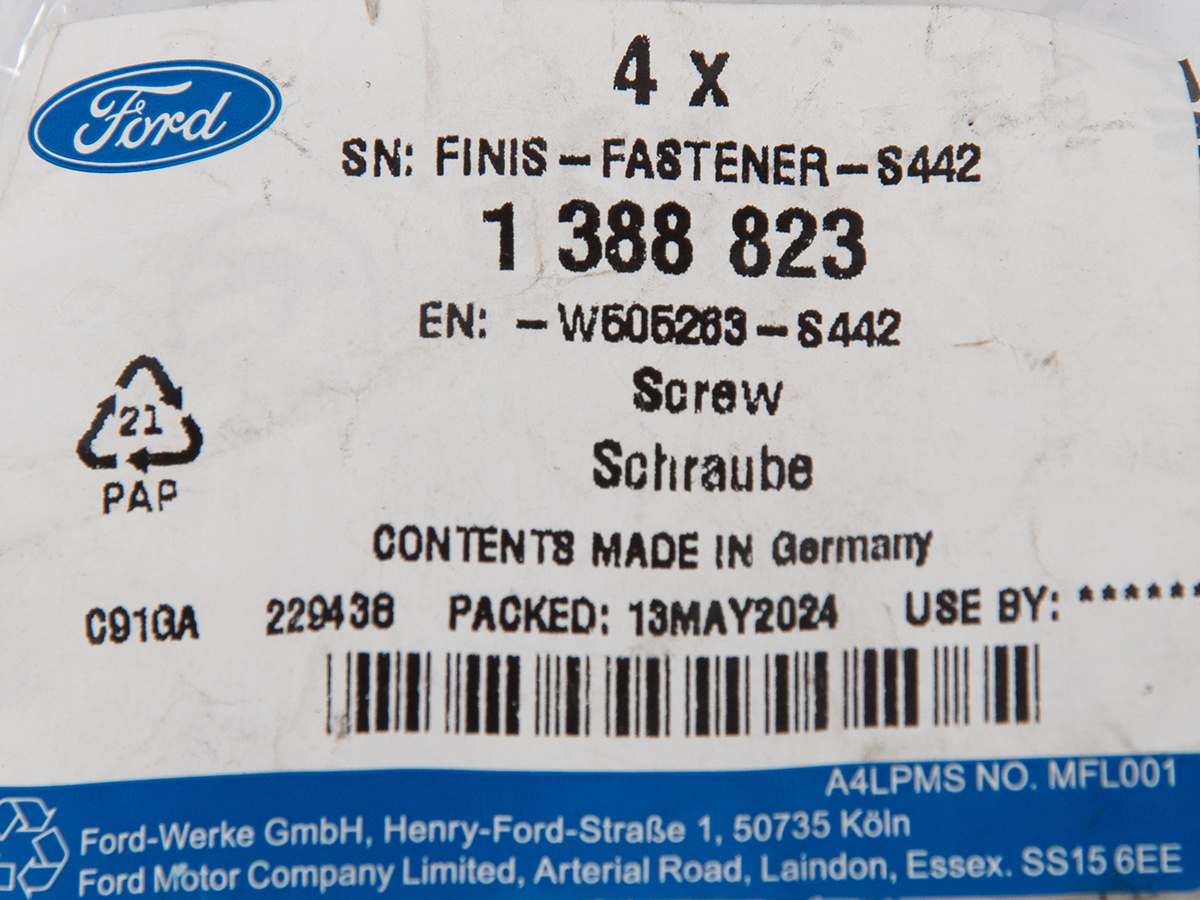 Ford
4 x
SN: FINIS-FASTENER-S442
1 388 823
EN: -W505263-S442
Screw
Schraube
21
PAP
CONTENTS MADE IN Germany
C91GA 229438 PACKED: 13MAY2024 USE BY: ******
A4LPMS NO. MFL001
Ford-Werke GmbH, Henry-Ford-Straße 1, 50735 Köln
Ford Motor Company Limited, Arterial Road, Laindon, Essex. SS15 6EE